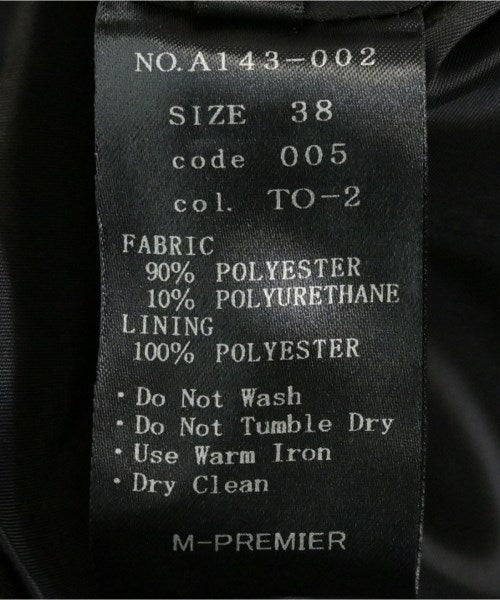 NO.A143-002
SIZE 38
code 005
col. TO-2
FABRIC
90% POLYESTER
10% POLYURETHANE
LINING
100% POLYESTER
・Do Not Wash
・Do Not Tumble Dry
・Use Warm Iron
・Dry Clean
M-PREMIER